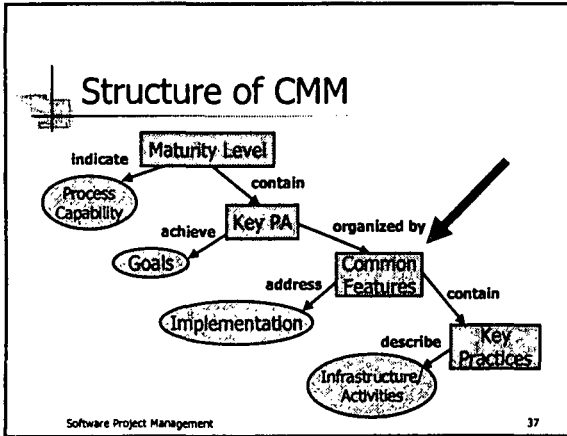 Structure of CMM
Maturity Level
indicate
contain
Process
Capability
Key PA
achieve
organized by
Goals
Common
Features
address
contain
Implementation
Key
Practices
describe
Infrastructure/
Activities
Software Project Management
37